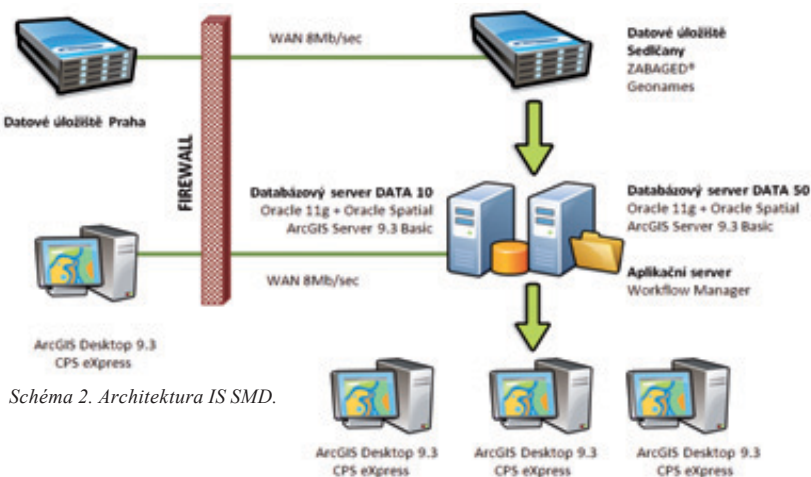 WAN 8Mb/sec
Datové úložiště
Sedlčany
ZABAGED®
Geonames
Datové úložiště Praha
FIREWALL
Databázový server DATA 10
Oracle 11g + Oracle Spatial
ArcGIS Server 9.3 Basic
Databázový server DATA 50
Oracle 11g + Oracle Spatial
ArcGIS Server 9.3 Basic
WAN 8Mb/sec
Aplikační server
Workflow Manager
ArcGIS Desktop 9.3
CPS eXpress
Schéma 2. Architektura IS SMD.
ArcGIS Desktop 9.3
CPS eXpress
ArcGIS Desktop 9.3
CPS eXpress
ArcGIS Desktop 9.3
CPS eXpress